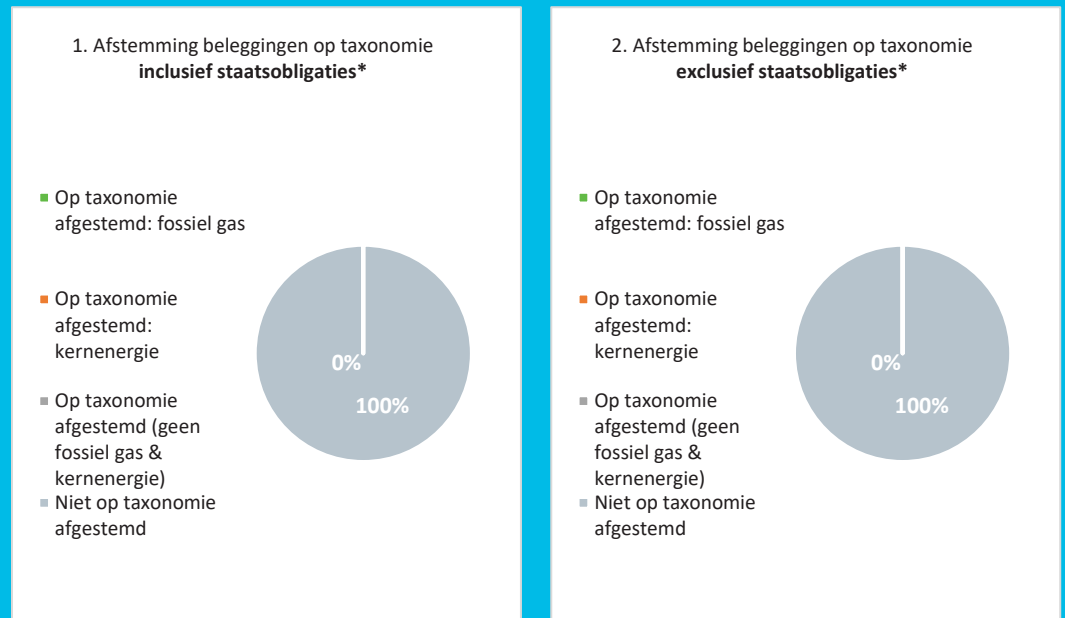 1. Afstemming beleggingen op taxonomie
inclusief staatsobligaties*
Op taxonomie
afgestemd: fossiel gas
Op taxonomie
afgestemd:
kernenergie
Op taxonomie
afgestemd (geen
fossiel gas &
kernenergie)
Niet op taxonomie
afgestemd
0%
100%
2. Afstemming beleggingen op taxonomie
exclusief staatsobligaties*
Op taxonomie
afgestemd: fossiel gas
Op taxonomie
afgestemd:
kernenergie
Op taxonomie
afgestemd (geen
fossiel gas &
kernenergie)
Niet op taxonomie
afgestemd
0%
100%